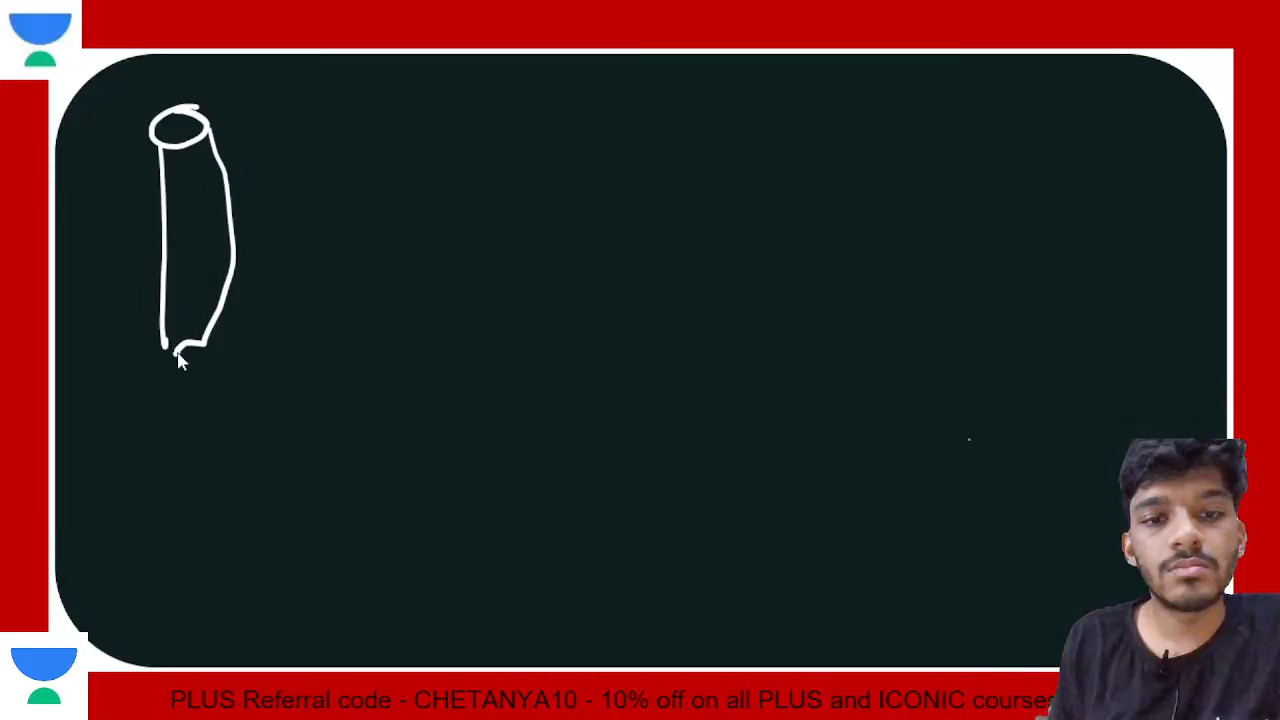 PLUS Referral code - CHETANYA10 - 10% off on all PLUS and ICONIC courses